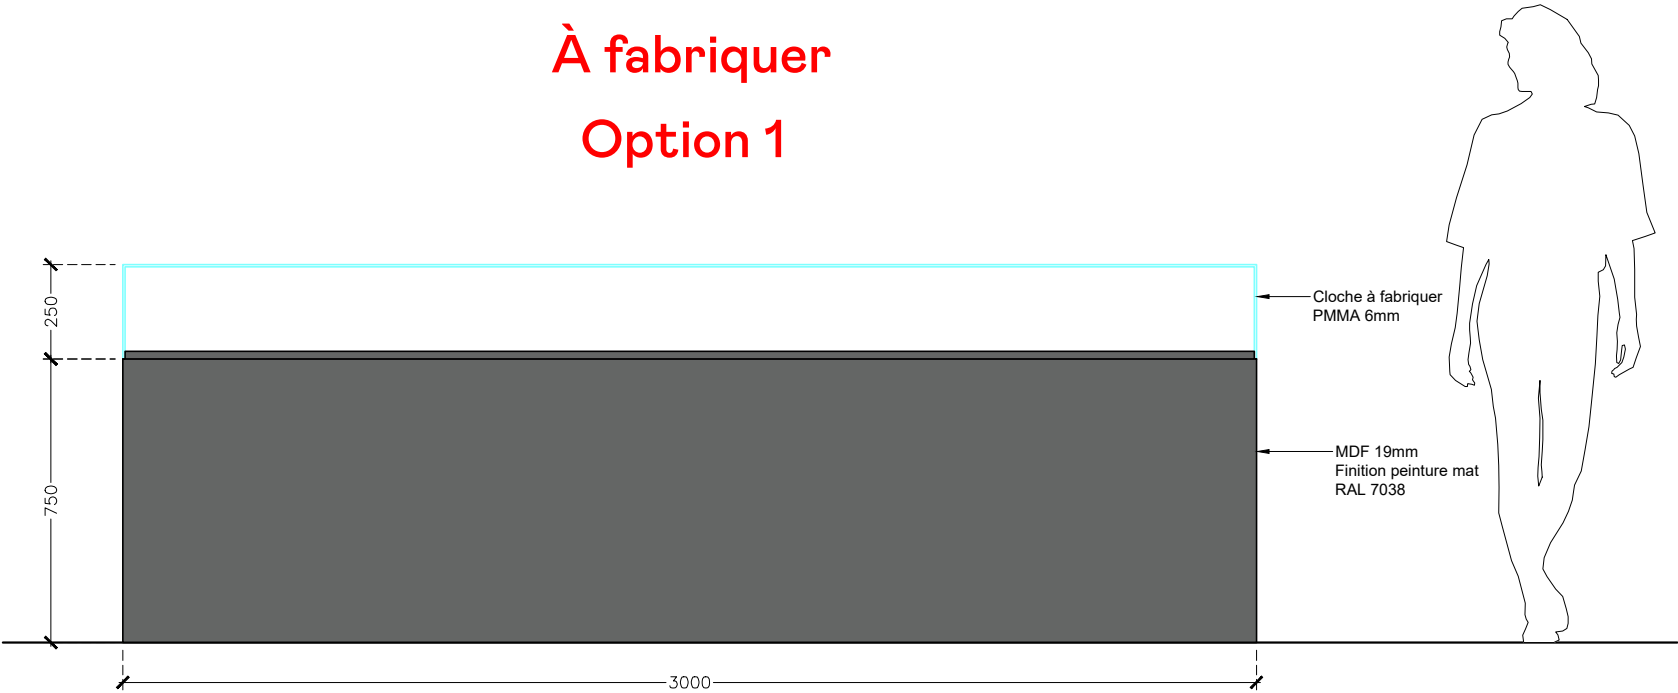 À fabriquer
Option 1
250
Cloche à fabriquer
PMMA 6mm
750
MDF 19mm
Finition peinture mat
RAL 7038
3000